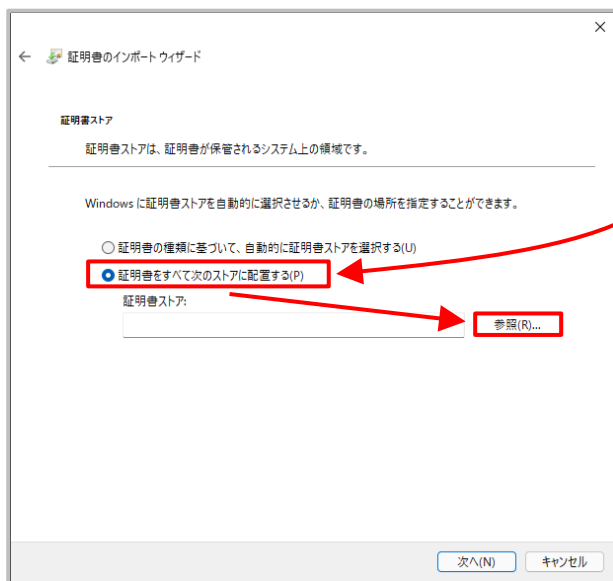 証明書のインポート ウィザード
証明書ストア
証明書ストアは、証明書が保管されるシステム上の領域です。
Windows に証明書ストアを自動的に選択させるか、証明書の場所を指定することができます。
証明書の種類に基づいて、自動的に証明書ストアを選択する(U)
証明書をすべて次のストアに配置する(P)
証明書ストア:
参照(R)...
次へ(N)
キャンセル